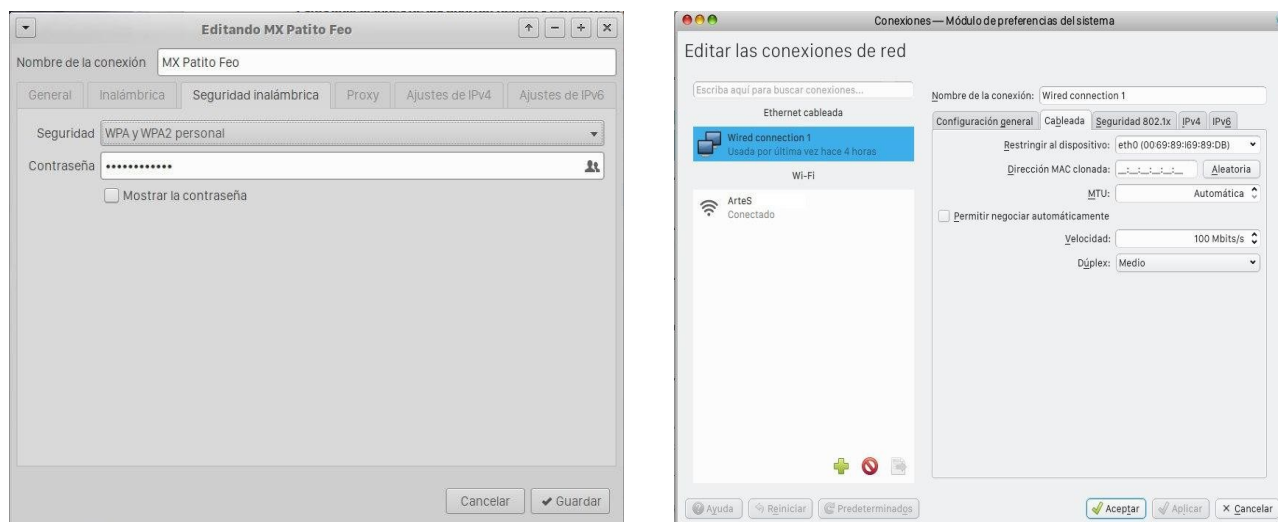 Editando MX Patito Feo
Nombre de la conexión MX Patito Feo
General Inalámbrica Seguridad inalámbrica Proxy Ajustes de IPv4 Ajustes de IPv6
Seguridad WPA y WPA2 personal
Contraseña ••••••••••••
Mostrar la contraseña
Cancelar Guardar
Conexiones — Módulo de preferencias del sistema
Editar las conexiones de red
Escriba aquí para buscar conexiones...
Ethernet cableada
Wired connection 1
Usada por última vez hace 4 horas
Wi-Fi
ArteS
Conectado
Nombre de la conexión: Wired connection 1
Configuración general Cableada Seguridad 802.1x IPv4 IPv6
Restringir al dispositivo: eth0 (00:69:89:I69:89:DB)
Dirección MAC clonada: _:_:_:_:_:_ Aleatoria
MTU: Automática
Permitir negociar automáticamente
Velocidad: 100 Mbits/s
Dúplex: Medio
Ayuda Reiniciar Predeterminados Aceptar Aplicar Cancelar